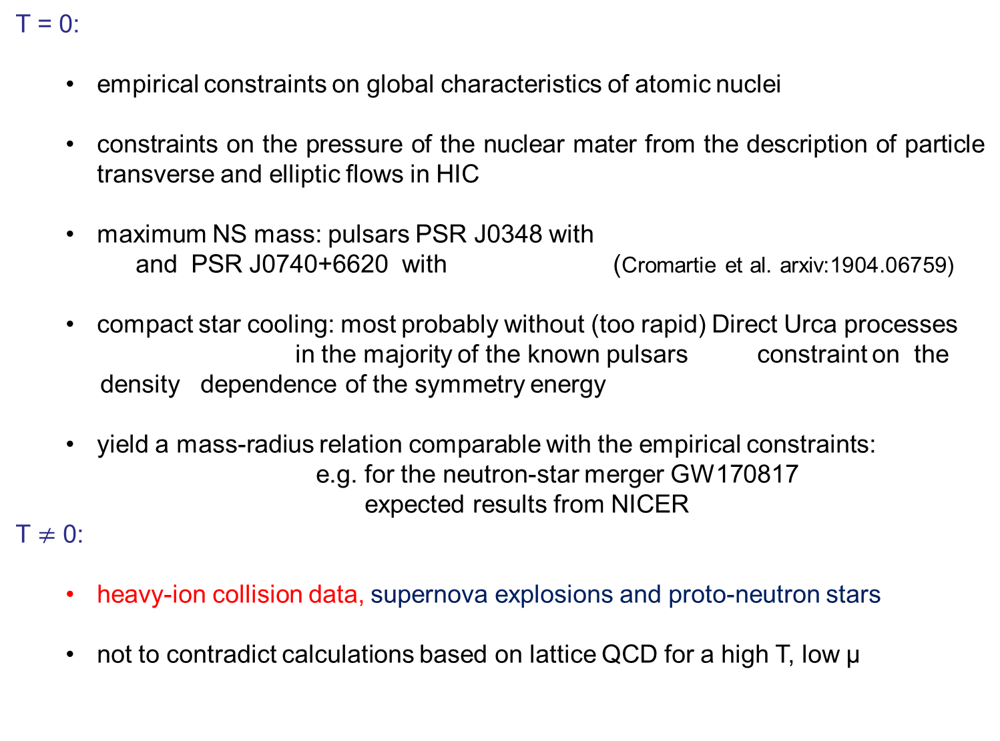 T = 0:
• empirical constraints on global characteristics of atomic nuclei
• constraints on the pressure of the nuclear mater from the description of particle
transverse and elliptic flows in HIC
• maximum NS mass: pulsars PSR J0348 with
and PSR J0740+6620 with (Cromartie et al. arxiv:1904.06759)
• compact star cooling: most probably without (too rapid) Direct Urca processes
in the majority of the known pulsars constraint on the
density dependence of the symmetry energy
• yield a mass-radius relation comparable with the empirical constraints:
e.g. for the neutron-star merger GW170817
expected results from NICER
T ≠ 0:
• heavy-ion collision data, supernova explosions and proto-neutron stars
• not to contradict calculations based on lattice QCD for a high T, low μ